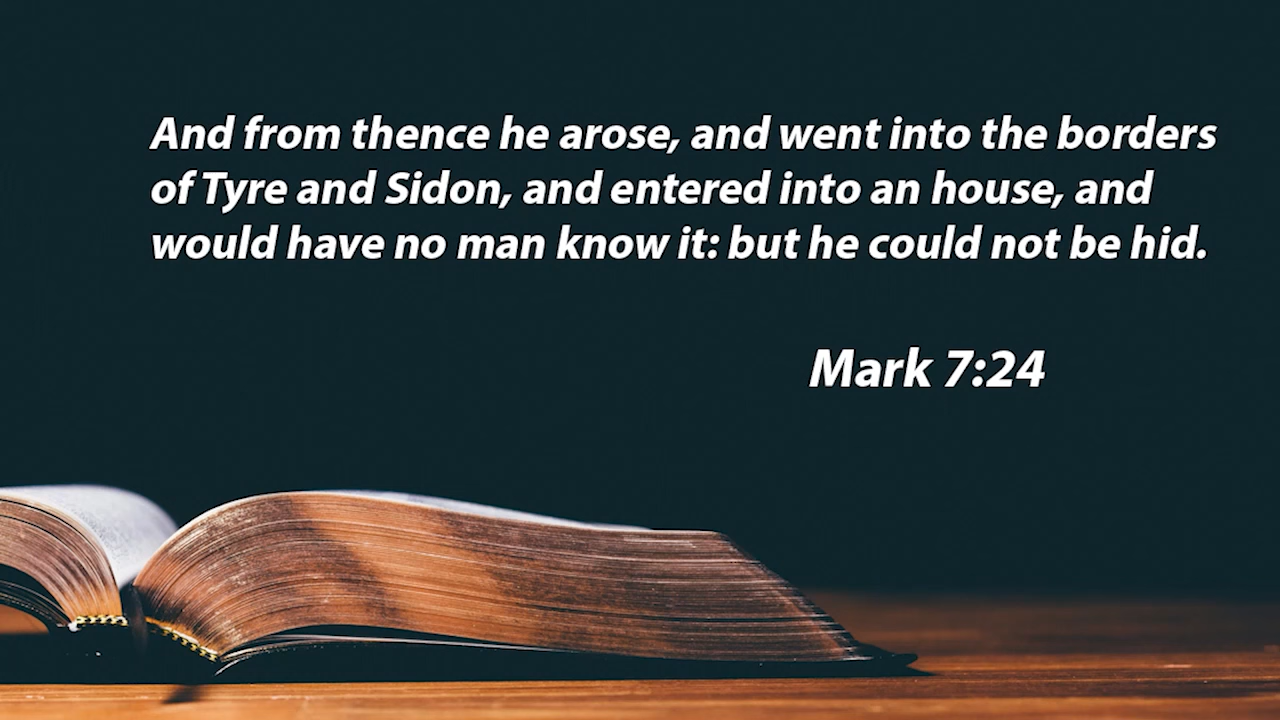 And from thence he arose, and went into the borders
of Tyre and Sidon, and entered into an house, and
would have no man know it: but he could not be hid.
Mark 7:24